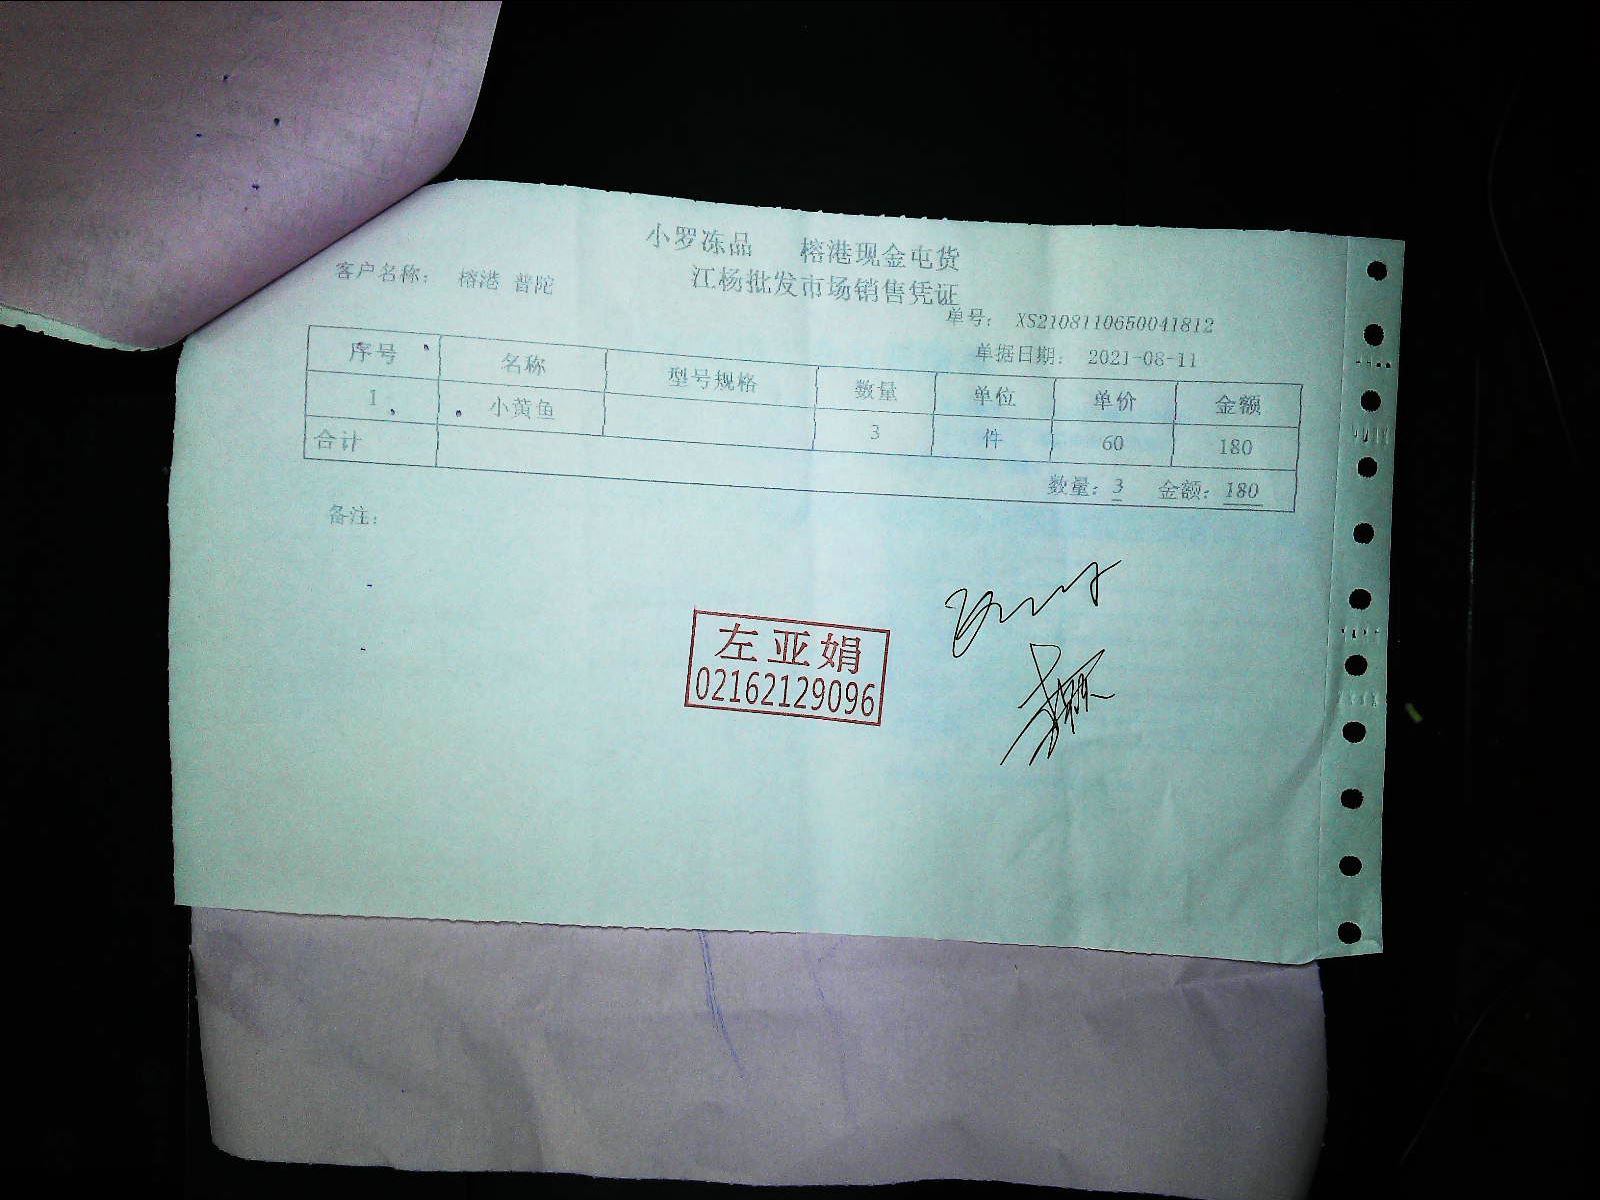 小罗冻品 榕港现金屯货
江杨批发市场销售凭证
客户名称: 榕港 普陀
单号: XS2108110650041812
单据日期: 2021-08-11
序号 名称 型号规格 数量 单位 单价 金额
1 小黄鱼 3 件 60 180
合计
数量: 3 金额: 180
备注:
左亚娟
02162129096